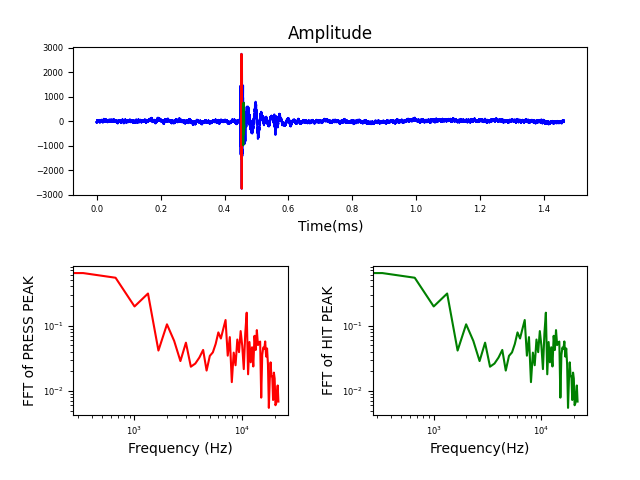 Amplitude
3000
2000
1000
0
−1000
−2000
−3000
0.0 0.2 0.4 0.6 0.8 1.0 1.2 1.4
Time(ms)
FFT of PRESS PEAK
10⁻¹
10⁻²
10³ 10⁴
Frequency (Hz)
FFT of HIT PEAK
10⁻¹
10⁻²
10³ 10⁴
Frequency(Hz)